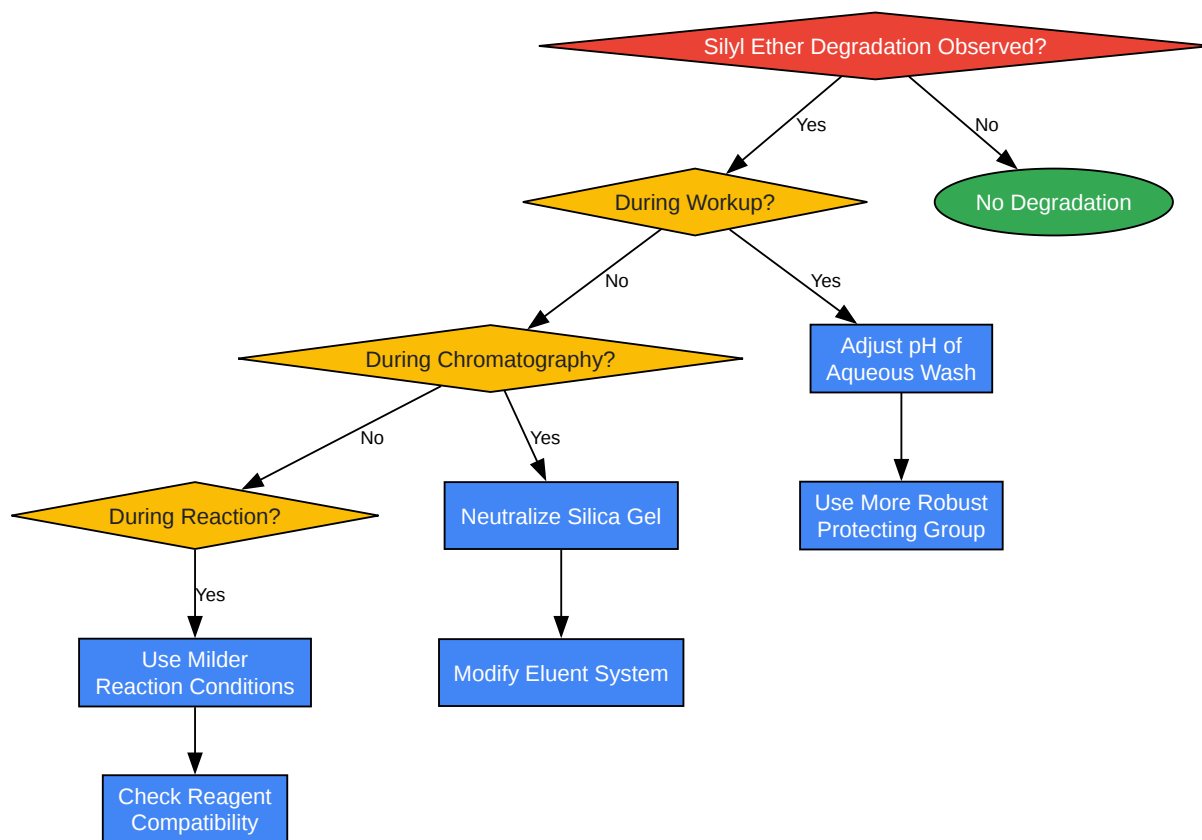 Silyl Ether Degradation Observed?
Yes
No
During Workup?
No Degradation
No
Yes
During Chromatography?
Adjust pH of
Aqueous Wash
No
Yes
During Reaction?
Neutralize Silica Gel
Use More Robust
Protecting Group
Yes
Use Milder
Reaction Conditions
Modify Eluent System
Check Reagent
Compatibility